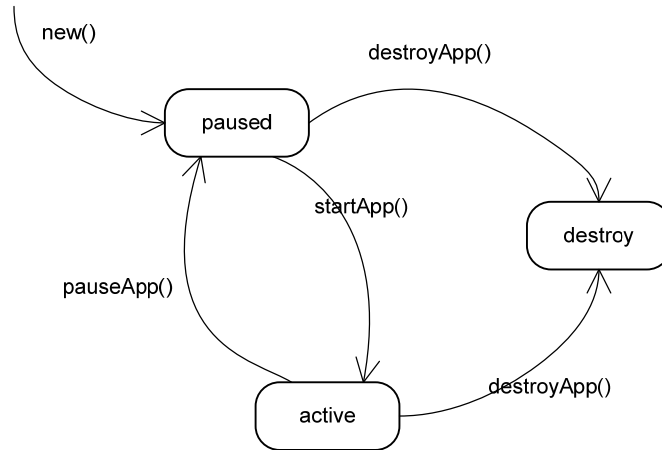 new()
destroyApp()
paused
startApp()
destroy
pauseApp()
destroyApp()
active